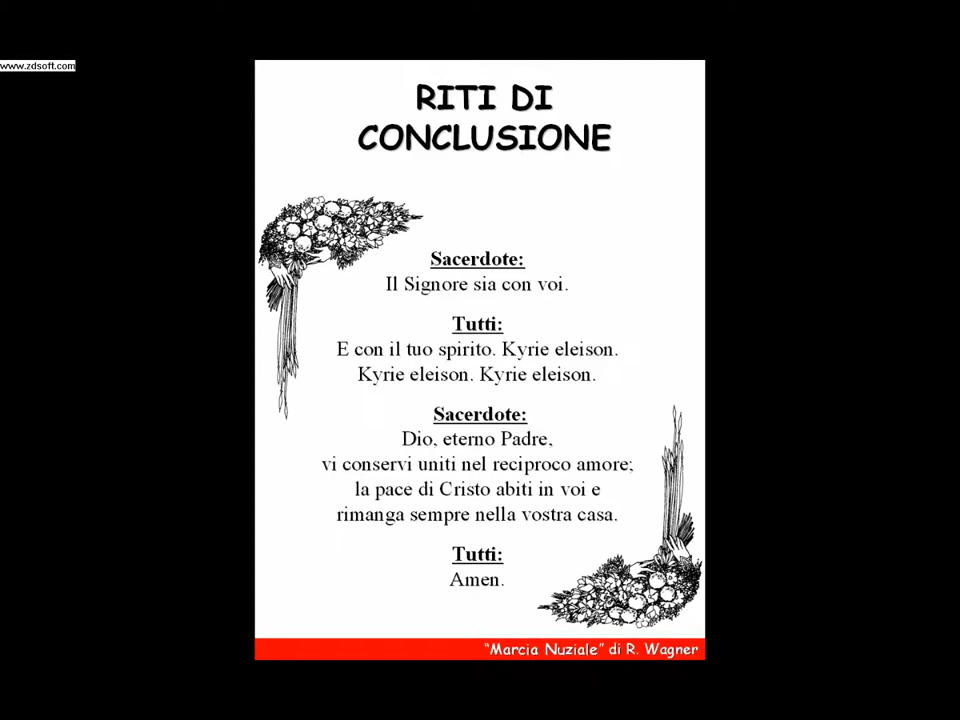 www.zdsoft.com
RITI DI
CONCLUSIONE
Sacerdote:
Il Signore sia con voi.
Tutti:
E con il tuo spirito. Kyrie eleison.
Kyrie eleison. Kyrie eleison.
Sacerdote:
Dio, eterno Padre,
vi conservi uniti nel reciproco amore;
la pace di Cristo abiti in voi e
rimanga sempre nella vostra casa.
Tutti:
Amen.
"Marcia Nuziale" di R. Wagner